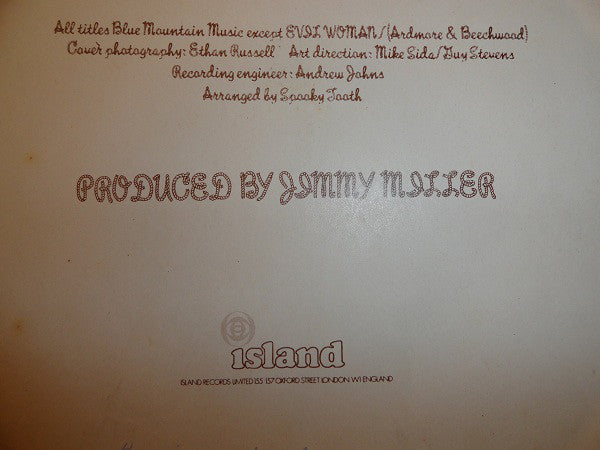 All titles Blue Mountain Music except EVIL WOMAN/(Ardmore & Beechwood)
Cover photography: Ethan Russell Art direction: Mike Sida/Guy Stevens
Recording engineer: Andrew Johns
Arranged by Spooky Tooth
PRODUCED BY JIMMY MILLER
island
ISLAND RECORDS LIMITED 155 157 OXFORD STREET LONDON W1 ENGLAND